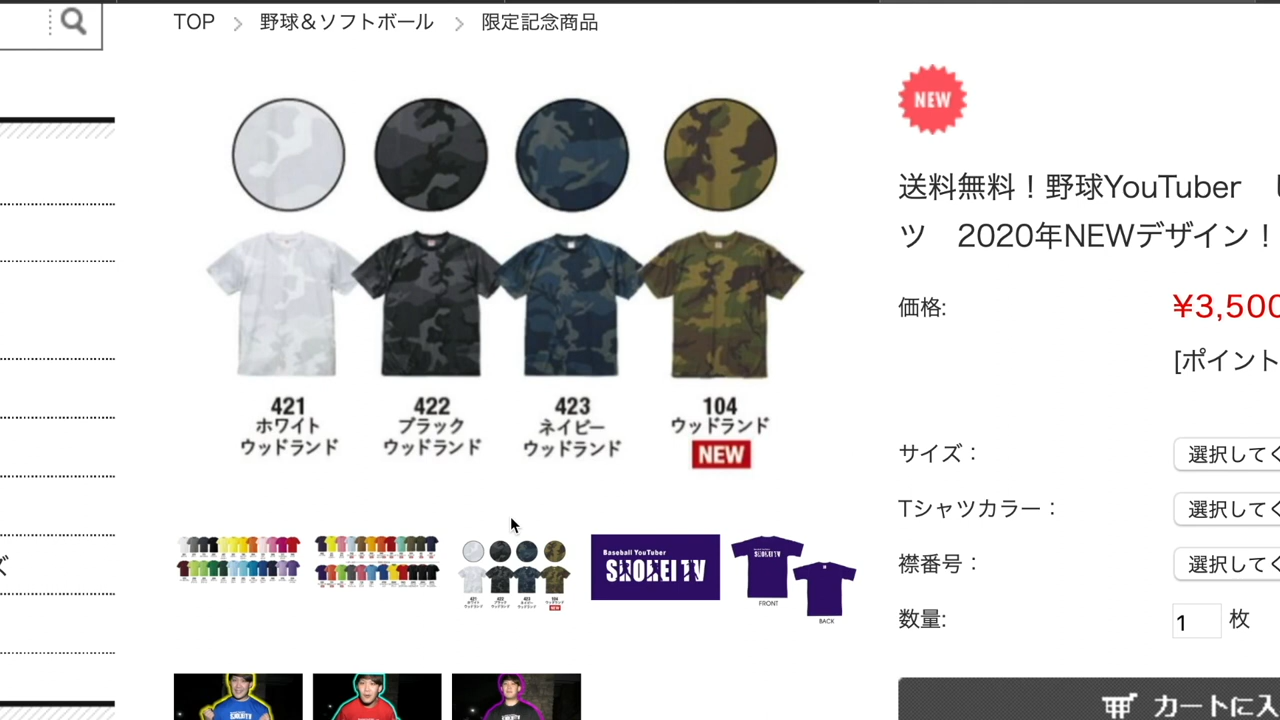 TOP
野球＆ソフトボール
限定記念商品
NEW
送料無料！野球YouTuber
ツ　2020年NEWデザイン！
価格:
¥3,500
[ポイント
421
ホワイト
ウッドランド
422
ブラック
ウッドランド
423
ネイビー
ウッドランド
104
ウッドランド
NEW
サイズ：
選択してく
Tシャツカラー：
選択してく
襟番号：
選択してく
数量:
1
枚
Baseball YouTuber
SHOHEI TV
FRONT
BACK
カートに入